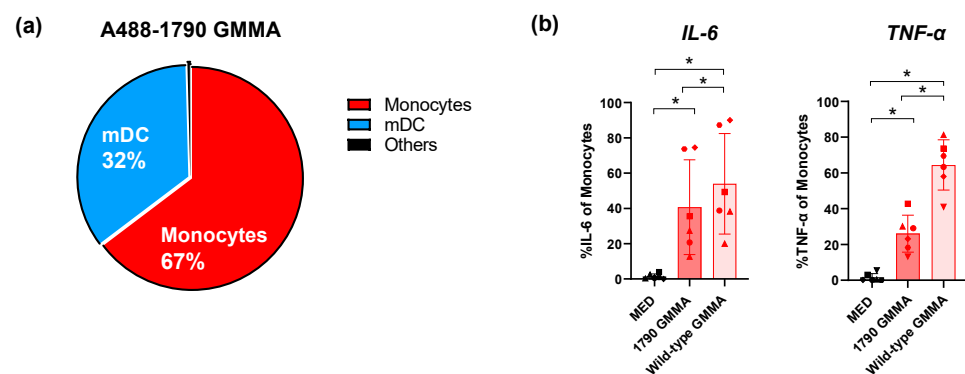 (a)
A488-1790 GMMA
mDC
32%
Monocytes
67%
Monocytes
mDC
Others
(b)
IL-6
*
*
*
%IL-6 of Monocytes
100
80
60
40
20
0
MED
1790 GMMA
Wild-type GMMA
TNF-α
*
*
*
%TNF-α of Monocytes
100
80
60
40
20
0
MED
1790 GMMA
Wild-type GMMA